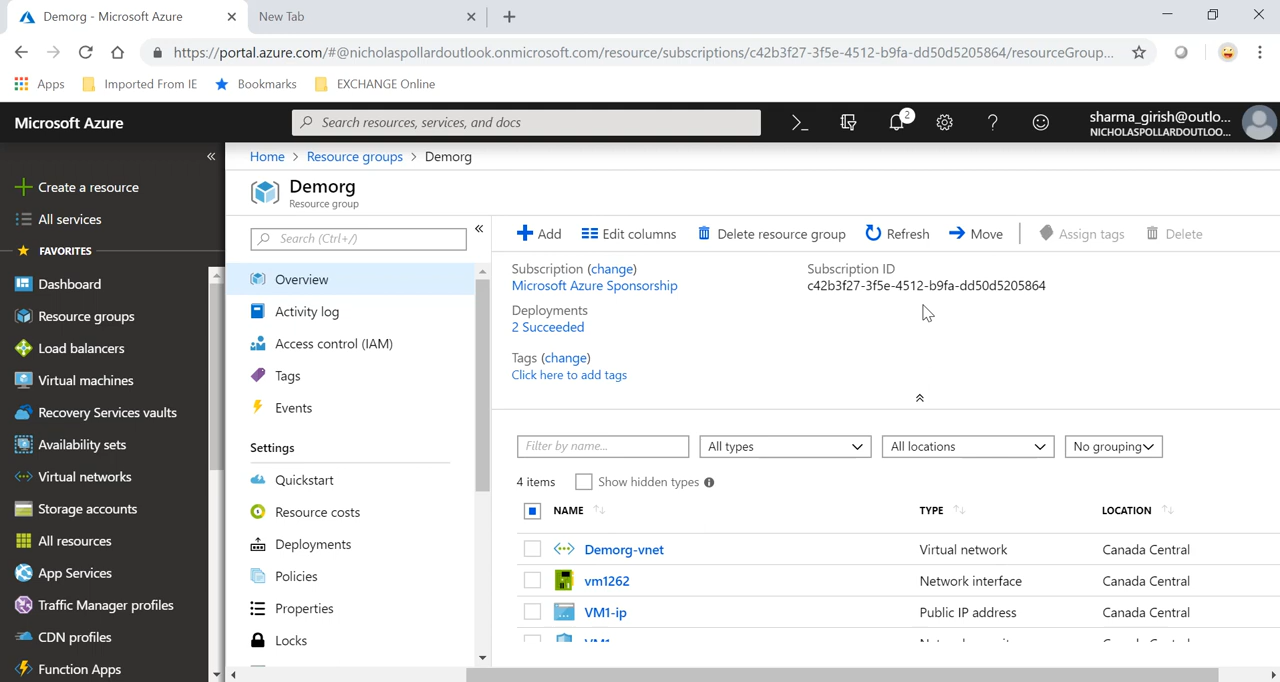 Demorg - Microsoft Azure
New Tab
https://portal.azure.com/#@nicholaspollardoutlook.onmicrosoft.com/resource/subscriptions/c42b3f27-3f5e-4512-b9fa-dd50d5205864/resourceGroup...
Apps
Imported From IE
Bookmarks
EXCHANGE Online
Microsoft Azure
Search resources, services, and docs
2
sharma_girish@outlo...
NICHOLASPOLLARDOUTLOO...
Create a resource
All services
FAVORITES
Dashboard
Resource groups
Load balancers
Virtual machines
Recovery Services vaults
Availability sets
Virtual networks
Storage accounts
All resources
App Services
Traffic Manager profiles
CDN profiles
Function Apps
Home > Resource groups > Demorg
Demorg
Resource group
Search (Ctrl+/)
Overview
Activity log
Access control (IAM)
Tags
Events
Settings
Quickstart
Resource costs
Deployments
Policies
Properties
Locks
Add
Edit columns
Delete resource group
Refresh
Move
Assign tags
Delete
Subscription (change)
Microsoft Azure Sponsorship
Subscription ID
c42b3f27-3f5e-4512-b9fa-dd50d5205864
Deployments
2 Succeeded
Tags (change)
Click here to add tags
Filter by name...
All types
All locations
No grouping
4 items
Show hidden types
NAME TYPE LOCATION
Demorg-vnet Virtual network Canada Central
vm1262 Network interface Canada Central
VM1-ip Public IP address Canada Central